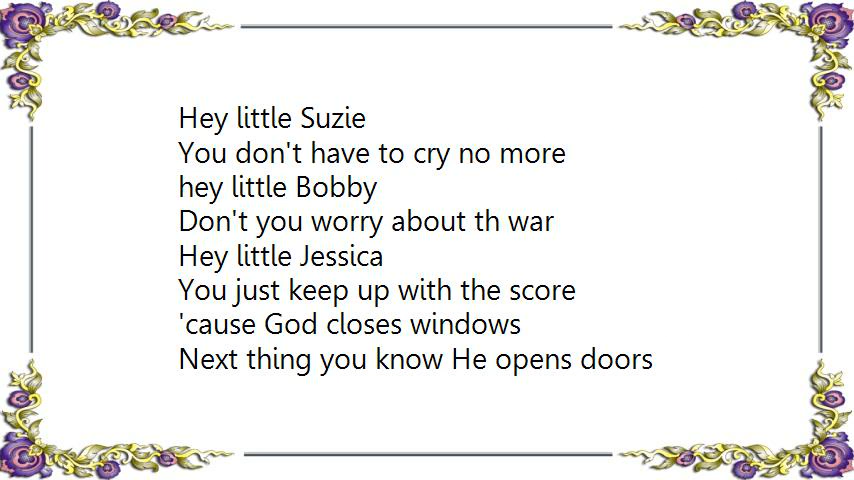 Hey little Suzie
You don't have to cry no more
hey little Bobby
Don't you worry about th war
Hey little Jessica
You just keep up with the score
'cause God closes windows
Next thing you know He opens doors